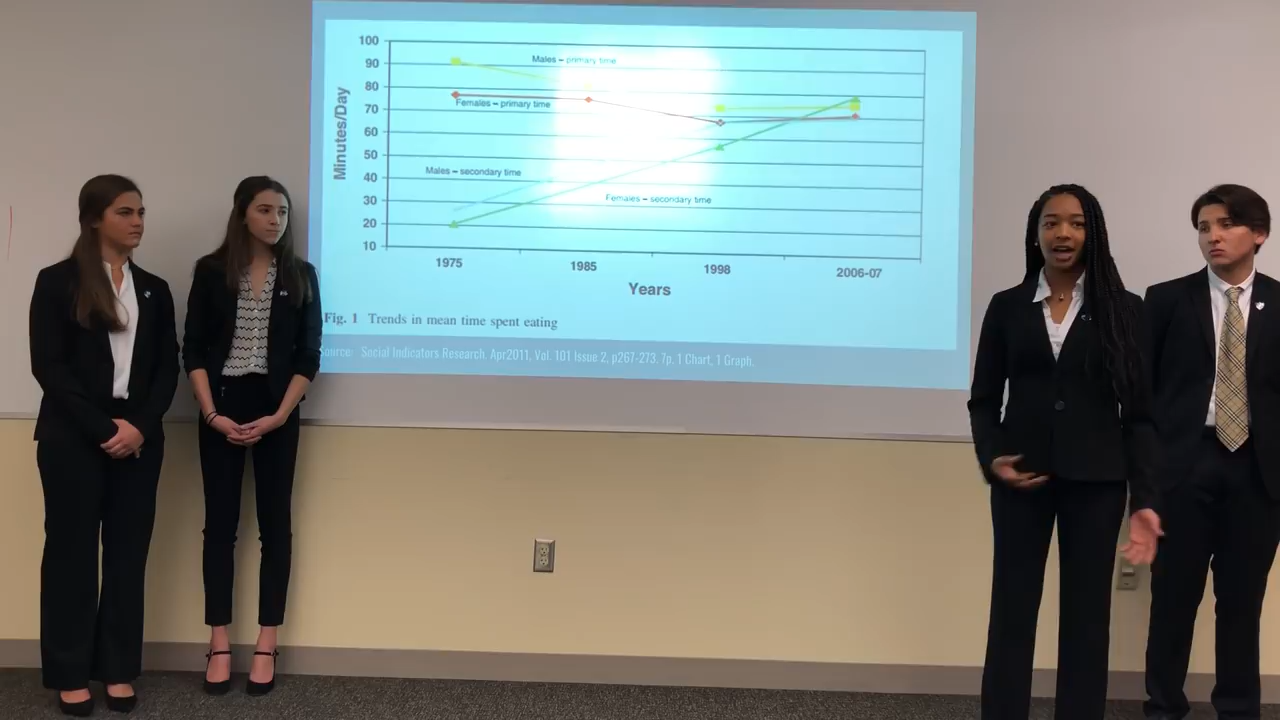 100
90
80
70
60
50
40
30
20
10
Minutes/Day
Males – primary time
Females – primary time
Males – secondary time
Females – secondary time
1975 1985 1998 2006-07
Years
Fig. 1 Trends in mean time spent eating
Source: Social Indicators Research. Apr2011, Vol. 101 Issue 2, p267-273. 7p. 1 Chart, 1 Graph.